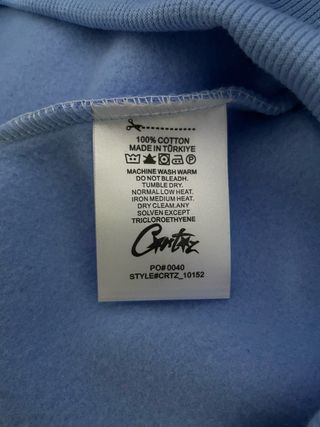 100% COTTON
MADE IN TÜRKIYE
MACHINE WASH WARM
DO NOT BLEADH.
TUMBLE DRY.
NORMAL LOW HEAT.
IRON MEDIUM HEAT.
DRY CLEAM.ANY
SOLVEN EXCEPT
TRICLOROETHYENE
Crtz
PO# 0040
STYLE#CRTZ_10152